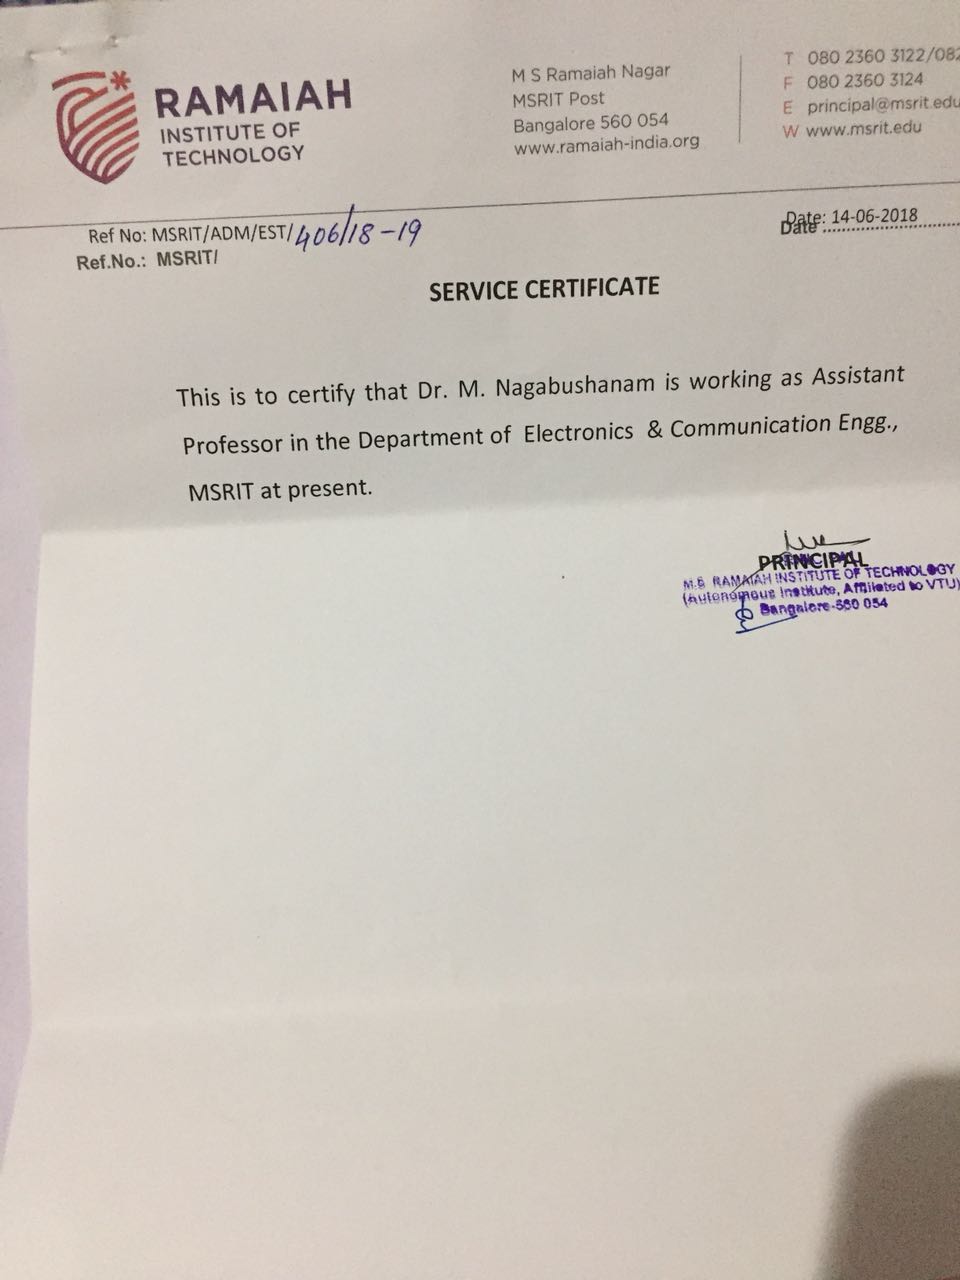 RAMAIAH
INSTITUTE OF
TECHNOLOGY
M S Ramaiah Nagar
MSRIT Post
Bangalore 560 054
www.ramaiah-india.org
T 080 2360 3122/082
F 080 2360 3124
E principal@msrit.edu
W www.msrit.edu
Ref No: MSRIT/ADM/EST/406/18-19
Date: 14-06-2018
Date ........................
Ref.No.: MSRIT/
SERVICE CERTIFICATE
This is to certify that Dr. M. Nagabushanam is working as Assistant
Professor in the Department of Electronics & Communication Engg.,
MSRIT at present.
PRINCIPAL
M.S RAMAIAH INSTITUTE OF TECHNOLOGY
(Autonomous Institute, Affiliated to VTU)
Bangalore-560 054